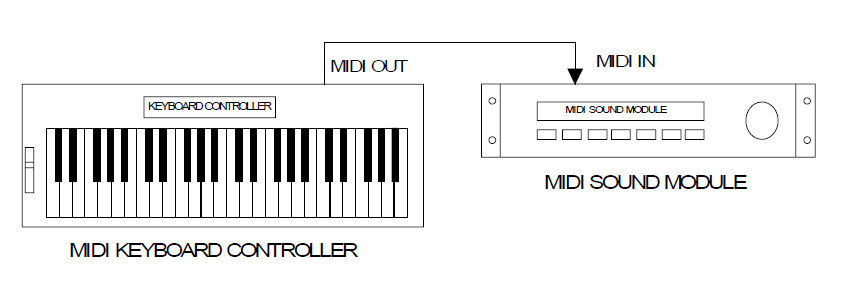 MIDI OUT
MIDI IN
KEYBOARD CONTROLLER
MIDI SOUND MODULE
MIDI SOUND MODULE
MIDI KEYBOARD CONTROLLER